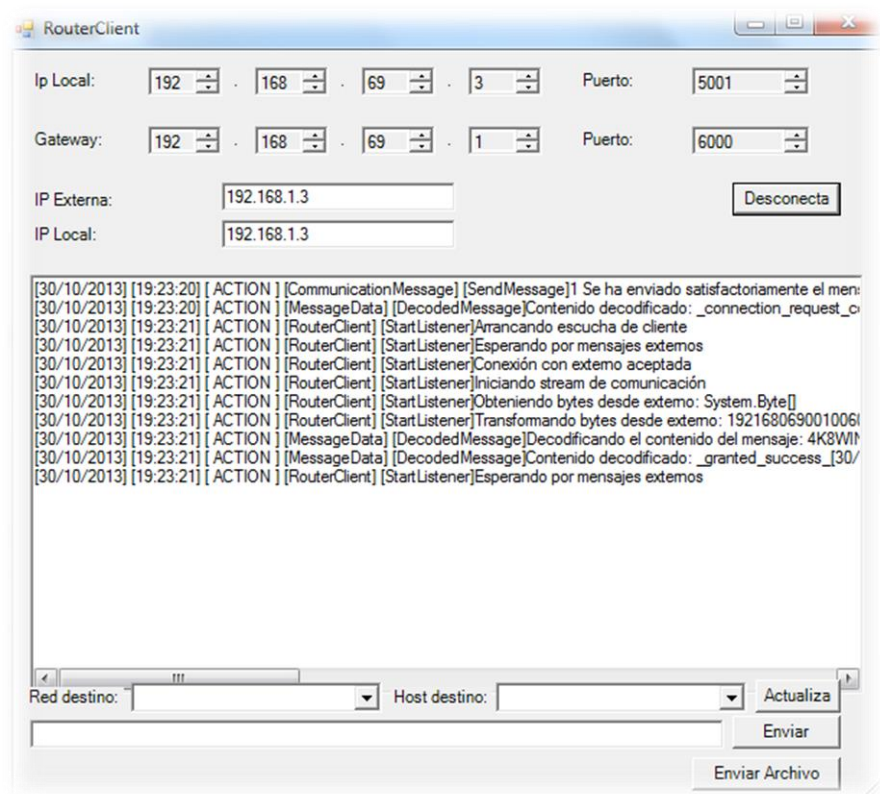 RouterClient
Ip Local: 192 . 168 . 69 . 3 Puerto: 5001
Gateway: 192 . 168 . 69 . 1 Puerto: 6000
IP Externa: 192.168.1.3 Desconecta
IP Local: 192.168.1.3
[30/10/2013] [19:23:20] [ ACTION ] [CommunicationMessage] [SendMessage]1 Se ha enviado satisfactoriamente el men
[30/10/2013] [19:23:20] [ ACTION ] [MessageData] [DecodedMessage]Contenido decodificado: _connection_request_c
[30/10/2013] [19:23:21] [ ACTION ] [RouterClient] [StartListener]Arrancando escucha de cliente
[30/10/2013] [19:23:21] [ ACTION ] [RouterClient] [StartListener]Esperando por mensajes externos
[30/10/2013] [19:23:21] [ ACTION ] [RouterClient] [StartListener]Conexión con externo aceptada
[30/10/2013] [19:23:21] [ ACTION ] [RouterClient] [StartListener]Iniciando stream de comunicación
[30/10/2013] [19:23:21] [ ACTION ] [RouterClient] [StartListener]Obteniendo bytes desde externo: System.Byte[]
[30/10/2013] [19:23:21] [ ACTION ] [RouterClient] [StartListener]Transformando bytes desde externo: 192168069001006
[30/10/2013] [19:23:21] [ ACTION ] [MessageData] [DecodedMessage]Decodificando el contenido del mensaje: 4K8WI
[30/10/2013] [19:23:21] [ ACTION ] [MessageData] [DecodedMessage]Contenido decodificado: _granted_success_[30/
[30/10/2013] [19:23:21] [ ACTION ] [RouterClient] [StartListener]Esperando por mensajes externos
Red destino: Host destino: Actualiza
Enviar
Enviar Archivo